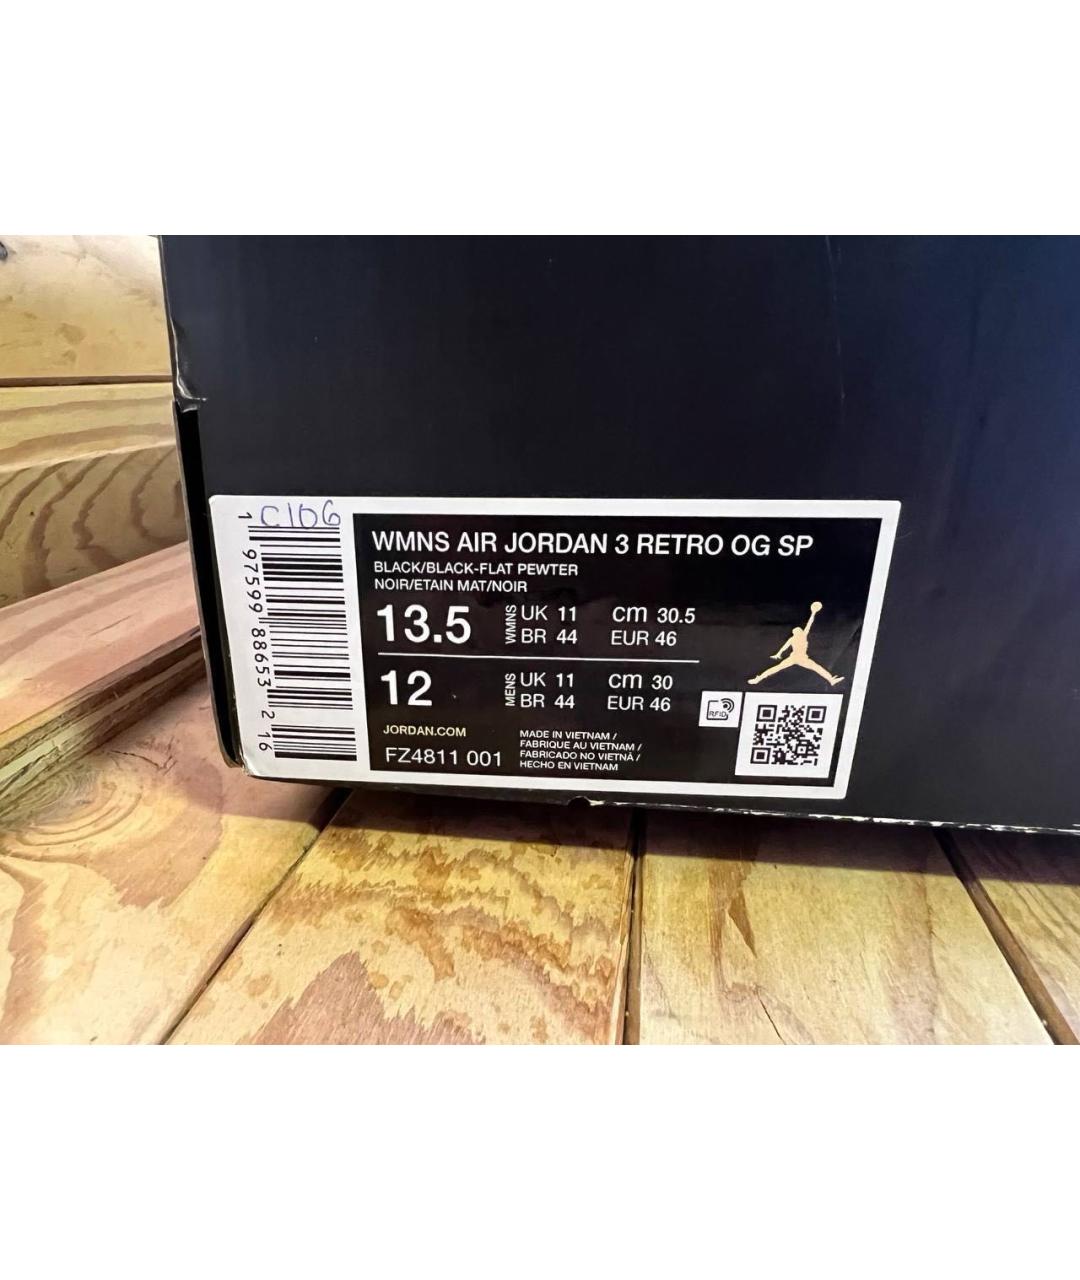 C106
1 97599 88653 2 16
WMNS AIR JORDAN 3 RETRO OG SP
BLACK/BLACK-FLAT PEWTER
NOIR/ETAIN MAT/NOIR
13.5 WMNS UK 11 cm 30.5
BR 44 EUR 46
12 MENS UK 11 cm 30
BR 44 EUR 46
RFID
JORDAN.COM
FZ4811 001
MADE IN VIETNAM /
FABRIQUE AU VIETNAM /
FABRICADO NO VIETNÃ /
HECHO EN VIETNAM